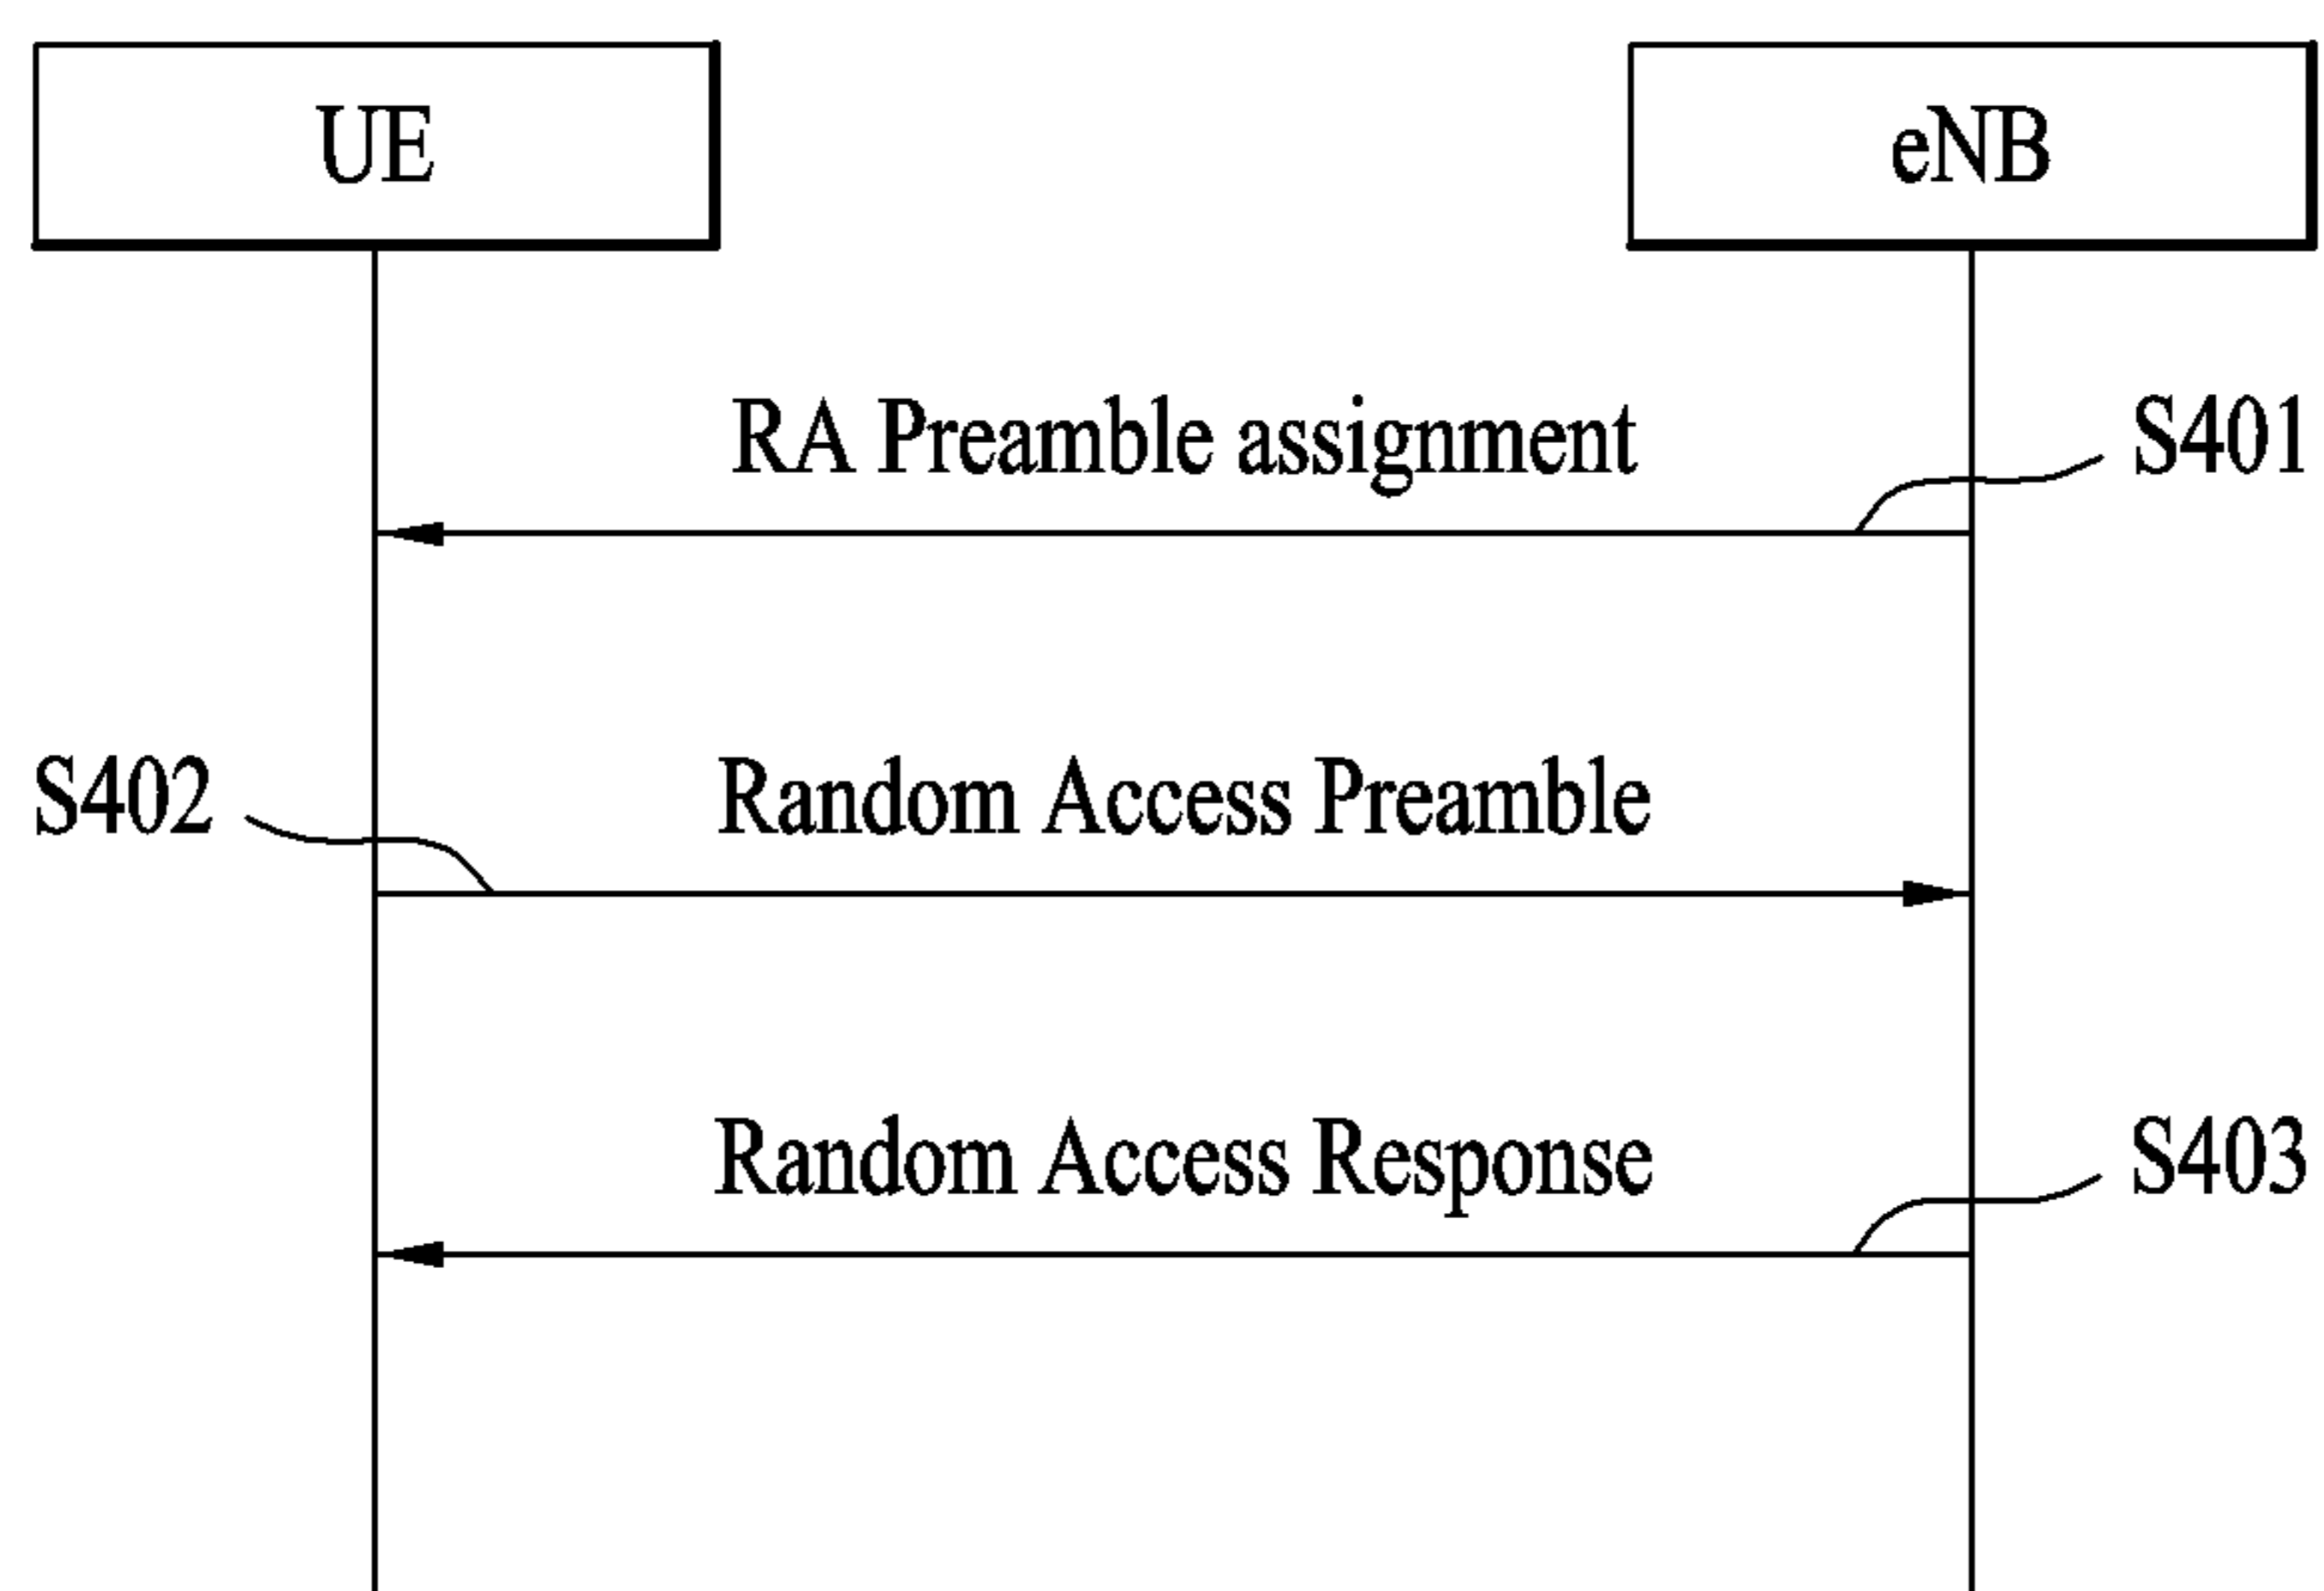 UE
eNB
RA Preamble assignment
S401
S402
Random Access Preamble
Random Access Response
S403